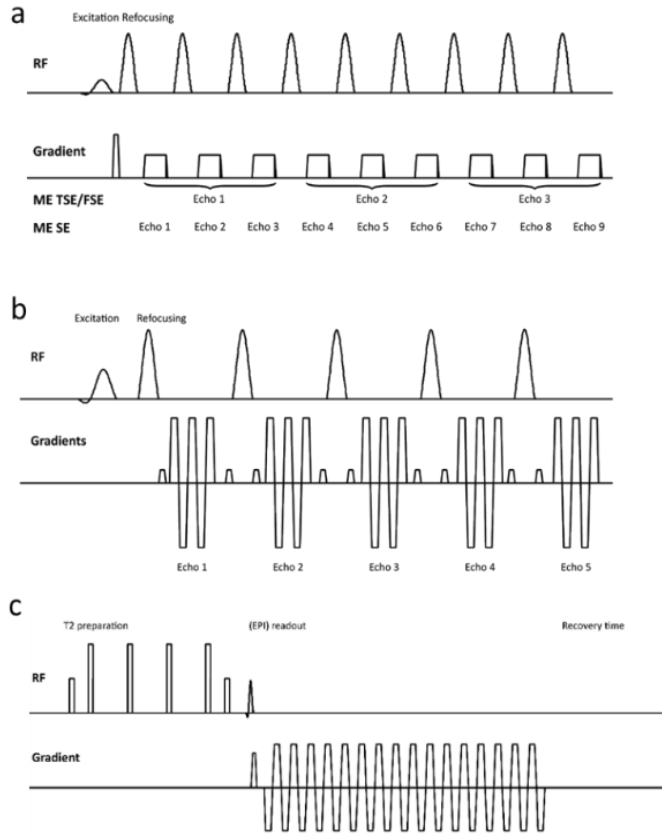 a
Excitation Refocusing
RF
Gradient
ME TSE/FSE Echo 1 Echo 2 Echo 3
ME SE Echo 1 Echo 2 Echo 3 Echo 4 Echo 5 Echo 6 Echo 7 Echo 8 Echo 9
b
Excitation Refocusing
RF
Gradients
Echo 1 Echo 2 Echo 3 Echo 4 Echo 5
c
T2 preparation (EPI) readout Recovery time
RF
Gradient